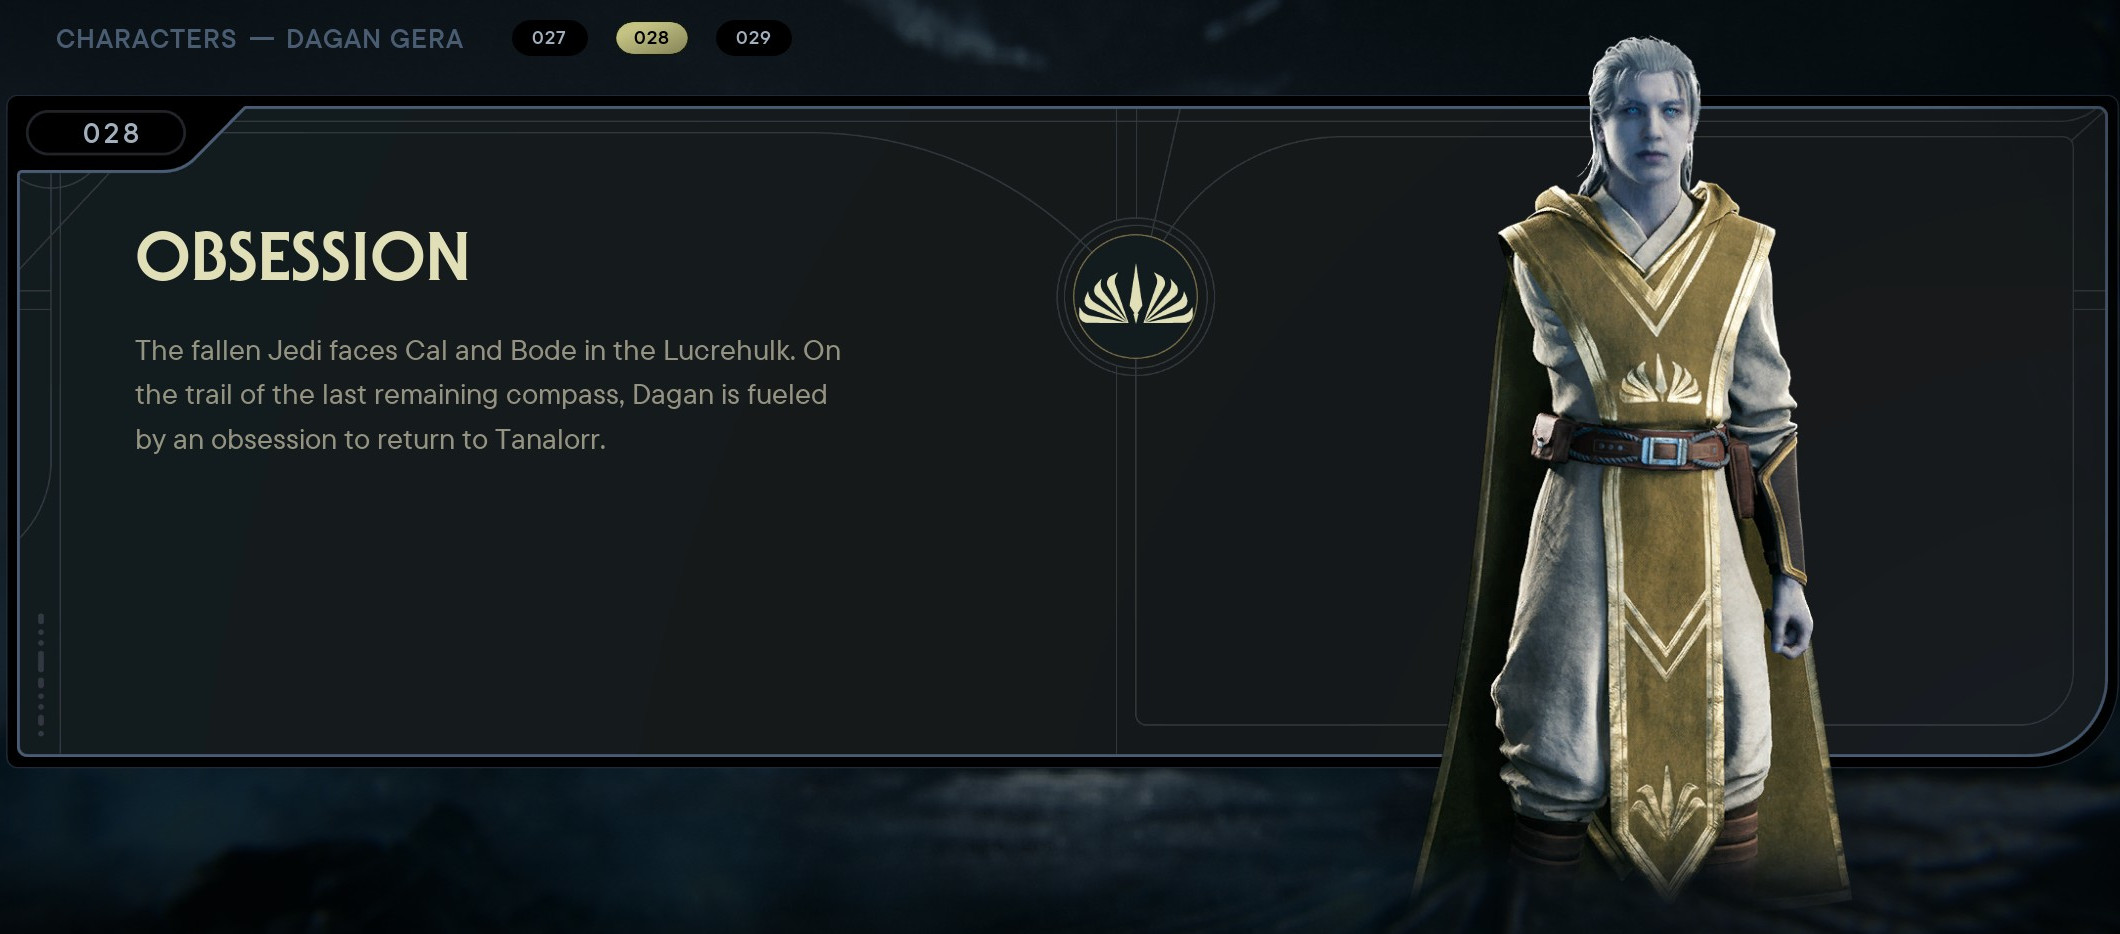 CHARACTERS — DAGAN GERA 027 028 029
028
OBSESSION
The fallen Jedi faces Cal and Bode in the Lucrehulk. On
the trail of the last remaining compass, Dagan is fueled
by an obsession to return to Tanalorr.